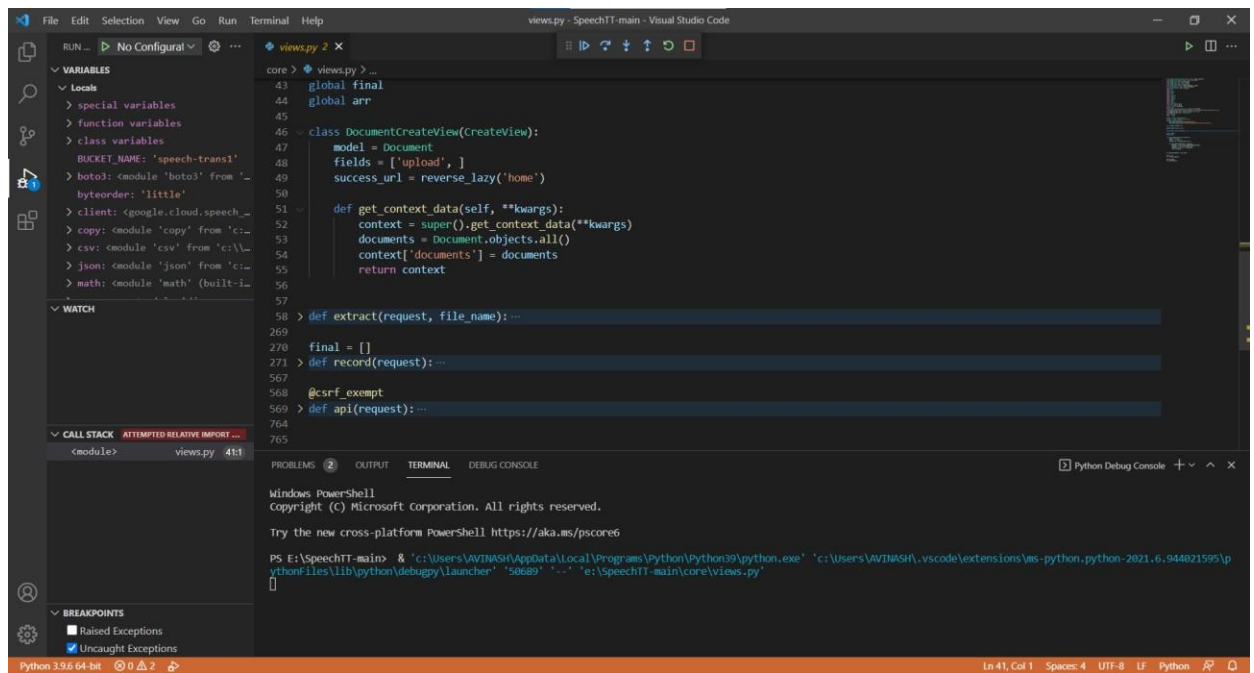 File Edit Selection View Go Run Terminal Help
views.py - SpeechTT-main - Visual Studio Code
RUN ... No Configurat
views.py 2
VARIABLES
Locals
special variables
function variables
class variables
BUCKET_NAME: 'speech-trans1'
boto3: <module 'boto3' from '…
byteorder: 'little'
client: <google.cloud.speech_…
copy: <module 'copy' from 'c:…
csv: <module 'csv' from 'c:\\…
json: <module 'json' from 'c:…
math: <module 'math' (built-i…
WATCH
CALL STACK ATTEMPTED RELATIVE IMPORT ...
<module> views.py 41:1
BREAKPOINTS
Raised Exceptions
Uncaught Exceptions
core > views.py > ...
43 global final
44 global arr
45
46 class DocumentCreateView(CreateView):
47 model = Document
48 fields = ['upload', ]
49 success_url = reverse_lazy('home')
50
51 def get_context_data(self, **kwargs):
52 context = super().get_context_data(**kwargs)
53 documents = Document.objects.all()
54 context['documents'] = documents
55 return context
56
57
58 > def extract(request, file_name): ...
269
270 final = []
271 > def record(request): ...
567
568 @csrf_exempt
569 > def api(request): ...
764
765
PROBLEMS 2 OUTPUT TERMINAL DEBUG CONSOLE
Python Debug Console
Windows PowerShell
Copyright (C) Microsoft Corporation. All rights reserved.
Try the new cross-platform PowerShell https://aka.ms/pscore6
PS E:\SpeechTT-main> & 'c:\Users\AVINASH\AppData\Local\Programs\Python\Python39\python.exe' 'c:\Users\AVINASH\.vscode\extensions\ms-python.python-2021.6.944021595\p
ythonFiles\lib\python\debugpy\launcher' '50689' '--' 'e:\SpeechTT-main\core\views.py'
Python 3.9.6 64-bit 0 2
Ln 41, Col 1 Spaces: 4 UTF-8 LF Python